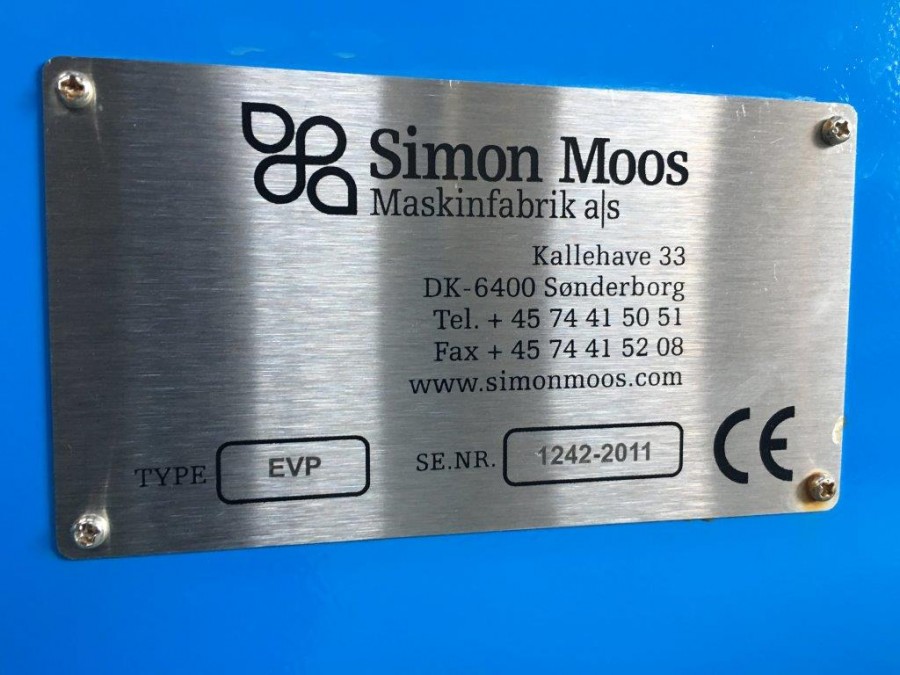 Simon Moos
Maskinfabrik a|s
Kallehave 33
DK-6400 Sønderborg
Tel. + 45 74 41 50 51
Fax + 45 74 41 52 08
www.simonmoos.com
TYPE EVP SE.NR. 1242-2011 CE